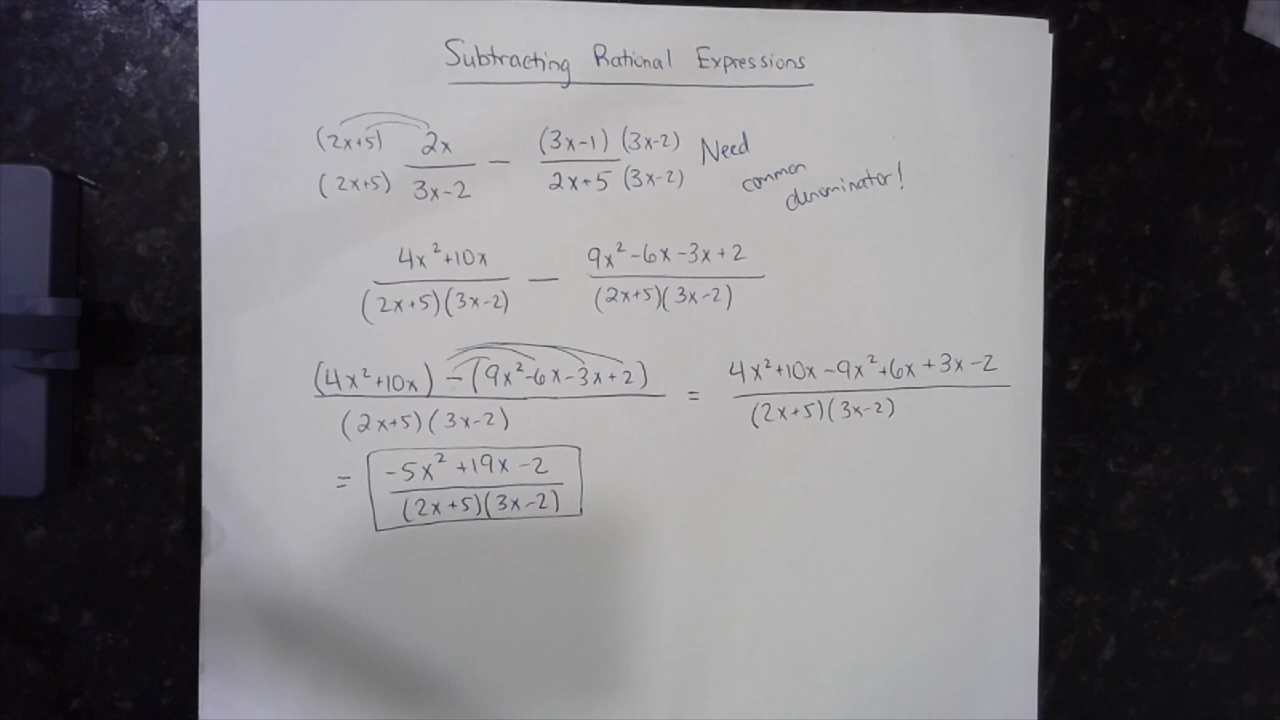 Subtracting Rational Expressions
(2x+5) 2x — (3x-1) (3x-2) Need
(2x+5) 3x-2 2x+5 (3x-2) common
denominator!
4x²+10x — 9x²-6x-3x+2
(2x+5)(3x-2) (2x+5)(3x-2)
(4x²+10x) - (9x²-6x-3x+2) = 4x²+10x-9x²+6x+3x-2
(2x+5)(3x-2) (2x+5)(3x-2)
= -5x²+19x-2
(2x+5)(3x-2)